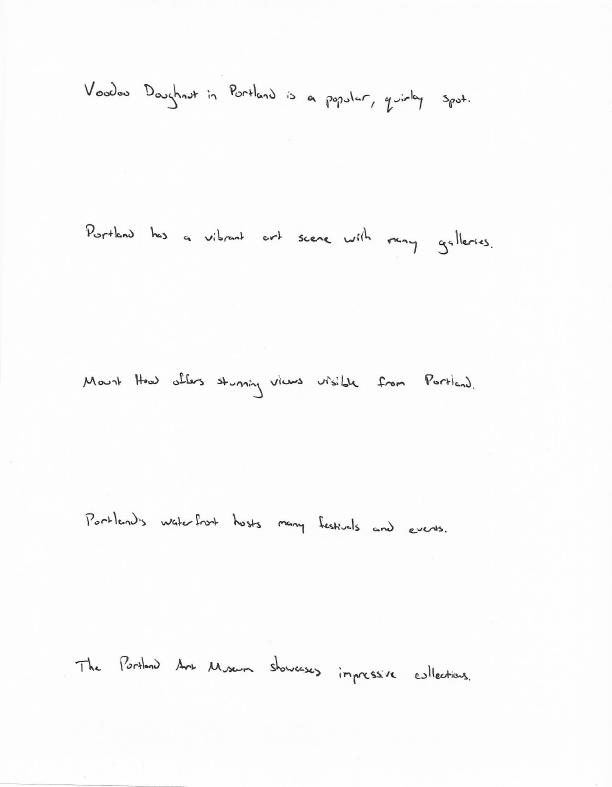 Voodoo Doughnut in Portland is a popular, quirky spot.
Portland has a vibrant art scene with many galleries.
Mount Hood offers stunning views visible from Portland.
Portland's waterfront hosts many festivals and events.
The Portland Art Museum showcases impressive collections.